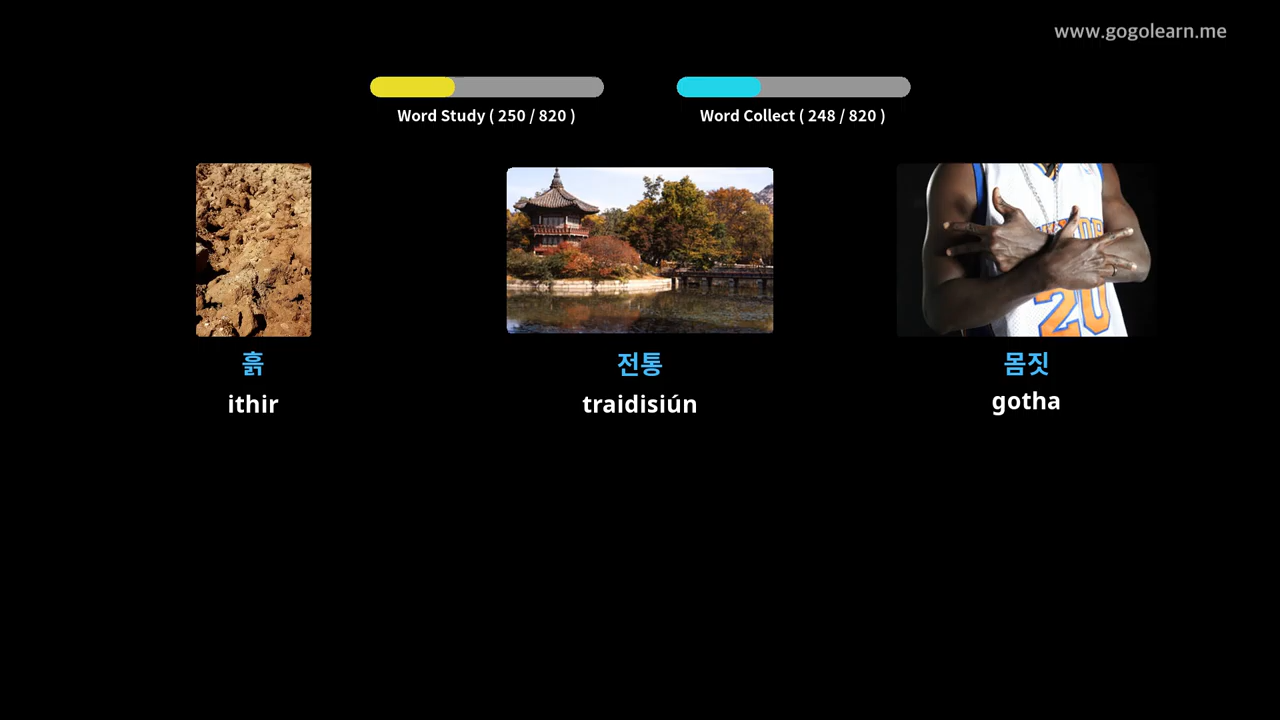 www.gogolearn.me
Word Study ( 250 / 820 )
Word Collect ( 248 / 820 )
20
흙
전통
몸짓
ithir
traidisiún
gotha